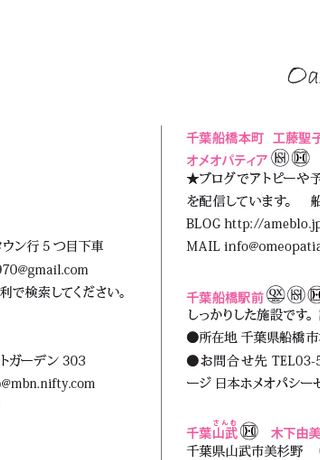 Oa
タウン行 5 つ目下車
970@gmail.com
利で検索してください。
トガーデン 303
@mbn.nifty.com
千葉船橋本町 工藤聖子
オメオパティア
★ブログでアトピーや予
を配信しています。 船
BLOG http://ameblo.jp
MAIL info@omeopatia
千葉船橋駅前 QX
しっかりした施設です。
●所在地 千葉県船橋市
●お問合せ先 TEL03-5
ージ 日本ホメオパシーセ
さんむ
千葉山武 木下由美
千葉県山武市美杉野